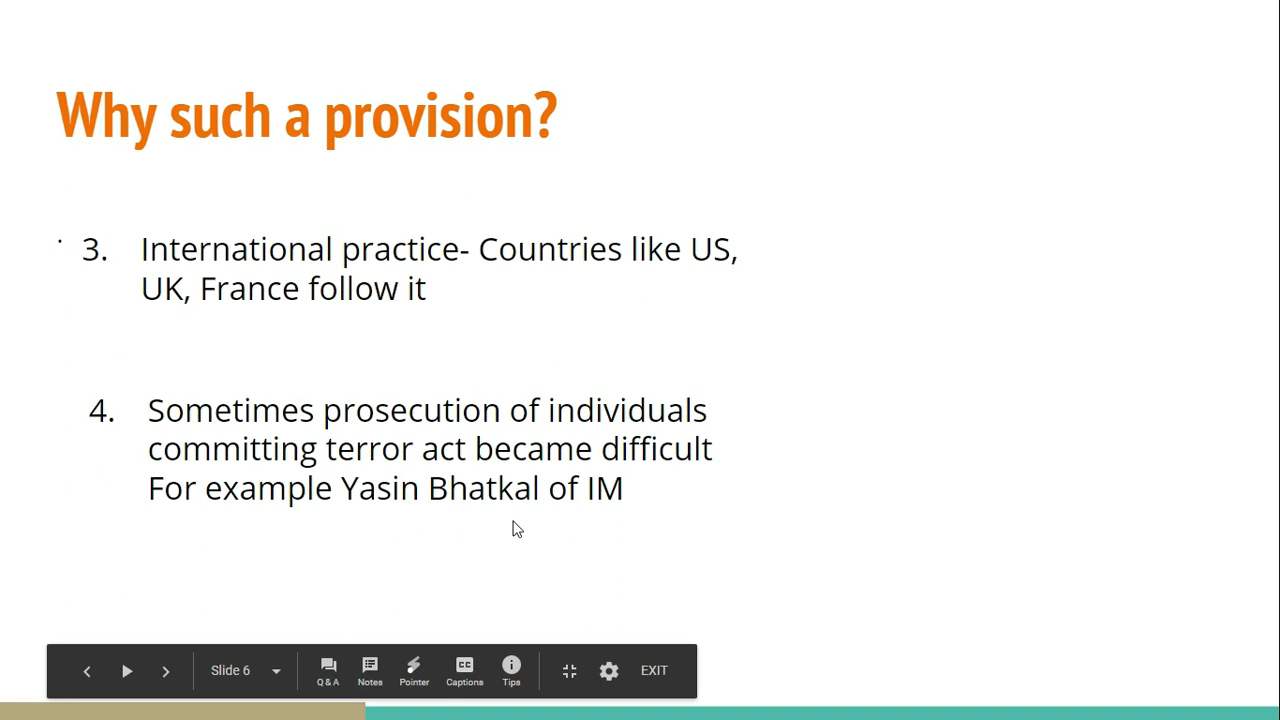 Why such a provision?
. 3. International practice- Countries like US,
UK, France follow it
4. Sometimes prosecution of individuals
committing terror act became difficult
For example Yasin Bhatkal of IM
Slide 6
Q & A Notes Pointer Captions Tips
CC
EXIT